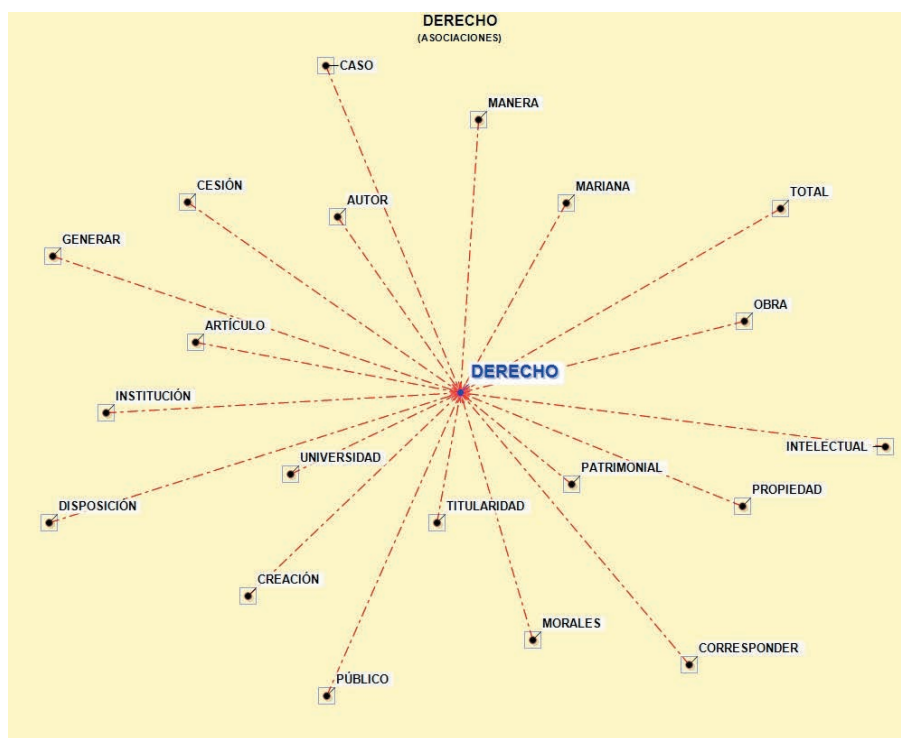 DERECHO
(ASOCIACIONES)
CASO
MANERA
CESIÓN
AUTOR
MARIANA
TOTAL
GENERAR
OBRA
ARTÍCULO
DERECHO
INSTITUCIÓN
INTELECTUAL
UNIVERSIDAD
PATRIMONIAL
PROPIEDAD
DISPOSICIÓN
TITULARIDAD
CREACIÓN
MORALES
CORRESPONDER
PÚBLICO